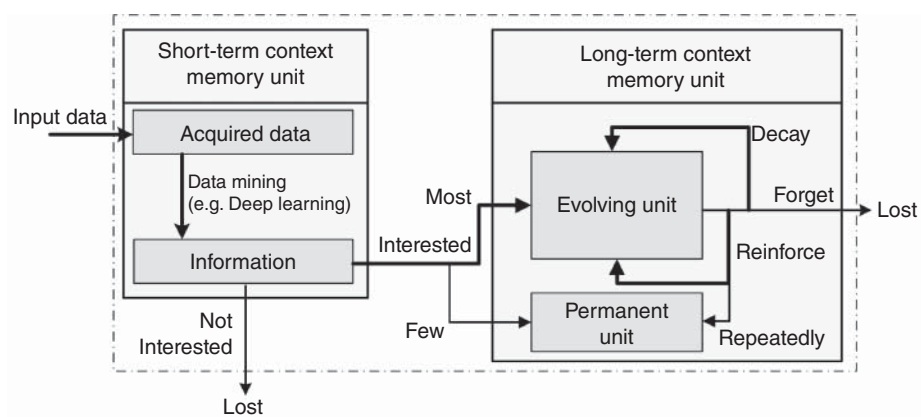 Short-term context
memory unit
Long-term context
memory unit
Input data
Acquired data
Data mining
(e.g. Deep learning)
Information
Not
Interested
Lost
Interested
Most
Few
Evolving unit
Decay
Forget
Lost
Reinforce
Permanent
unit
Repeatedly